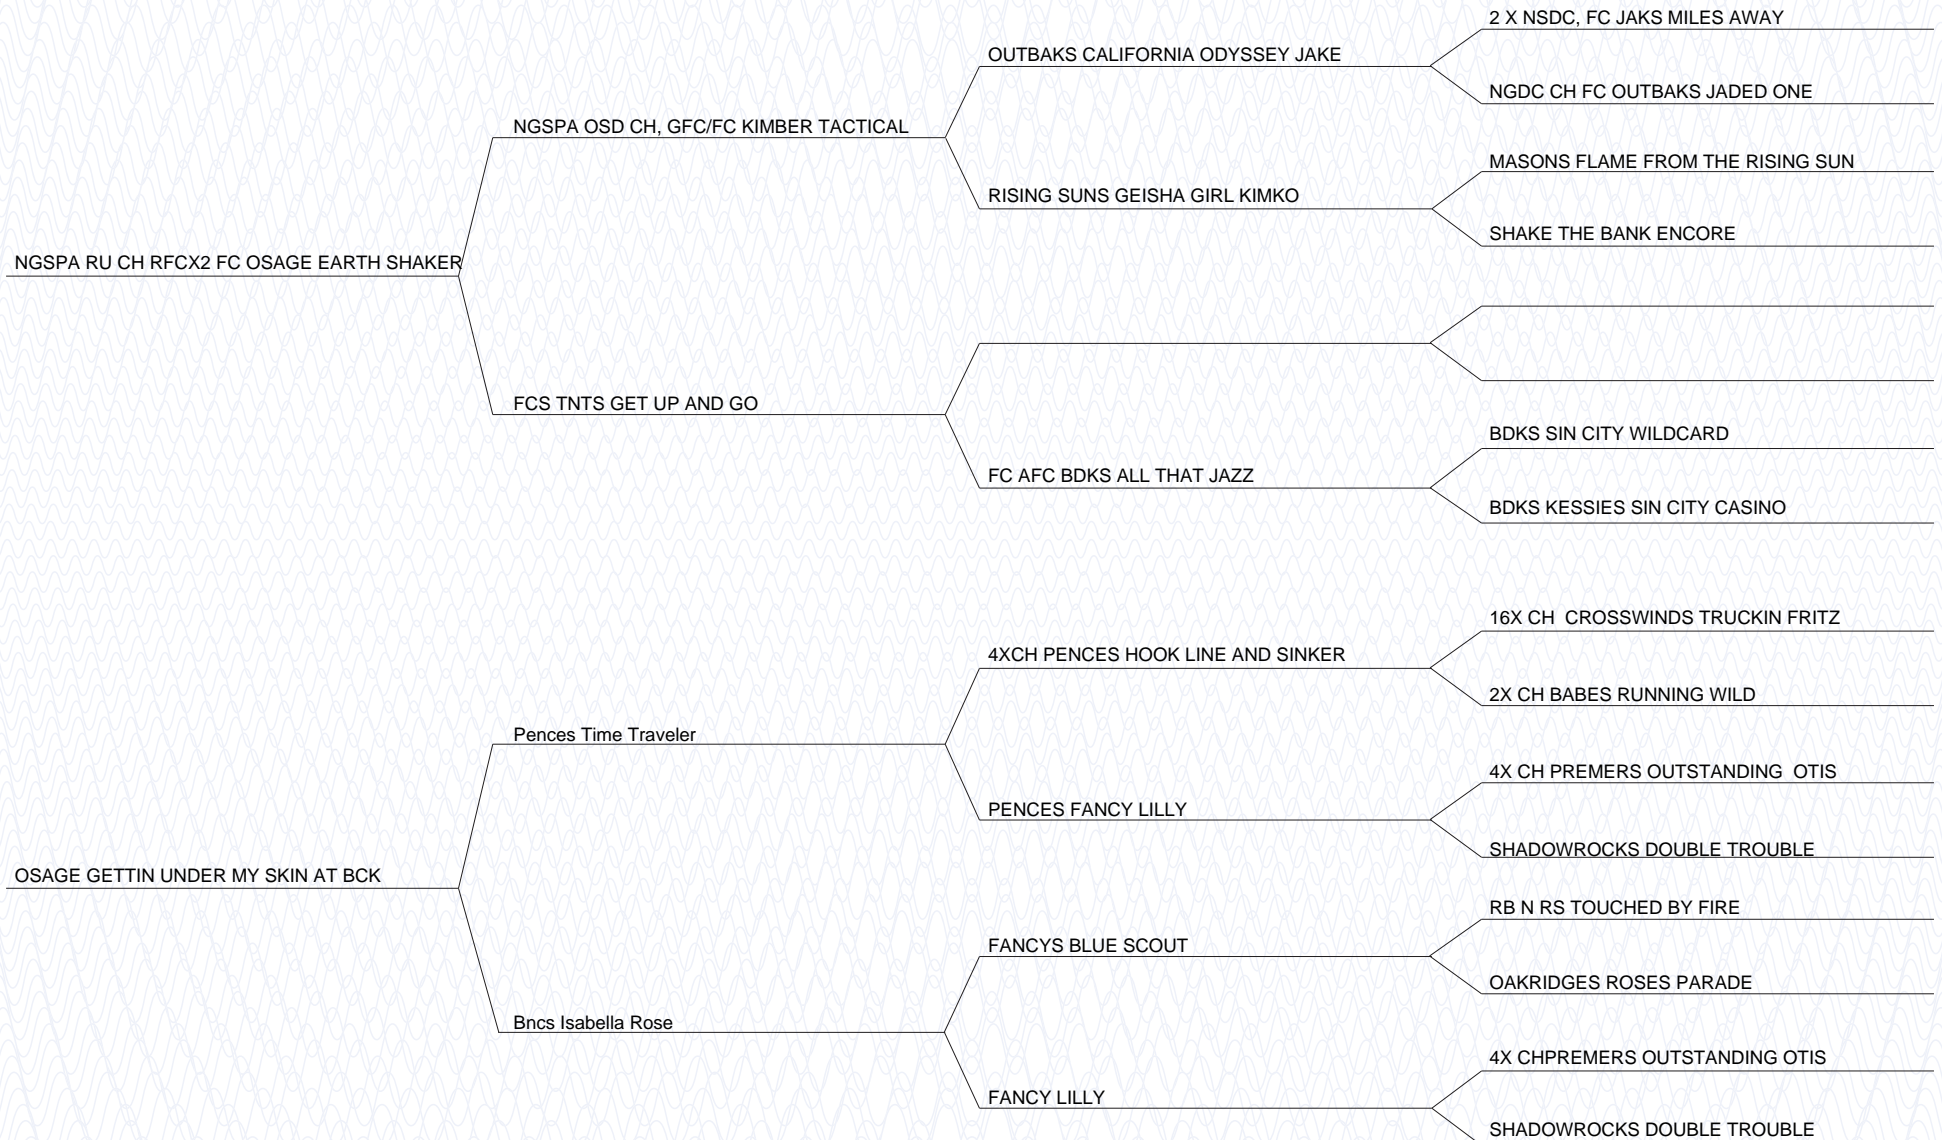 2 X NSDC, FC JAKS MILES AWAY
OUTBAKS CALIFORNIA ODYSSEY JAKE
NGDC CH FC OUTBAKS JADED ONE
NGSPA OSD CH, GFC/FC KIMBER TACTICAL
MASONS FLAME FROM THE RISING SUN
RISING SUNS GEISHA GIRL KIMKO
SHAKE THE BANK ENCORE
NGSPA RU CH RFCX2 FC OSAGE EARTH SHAKER
FCS TNTS GET UP AND GO
BDKS SIN CITY WILDCARD
FC AFC BDKS ALL THAT JAZZ
BDKS KESSIES SIN CITY CASINO
16X CH  CROSSWINDS TRUCKIN FRITZ
4XCH PENCES HOOK LINE AND SINKER
2X CH BABES RUNNING WILD
Pences Time Traveler
4X CH PREMERS OUTSTANDING  OTIS
PENCES FANCY LILLY
SHADOWROCKS DOUBLE TROUBLE
OSAGE GETTIN UNDER MY SKIN AT BCK
RB N RS TOUCHED BY FIRE
FANCYS BLUE SCOUT
OAKRIDGES ROSES PARADE
Bncs Isabella Rose
4X CHPREMERS OUTSTANDING OTIS
FANCY LILLY
SHADOWROCKS DOUBLE TROUBLE